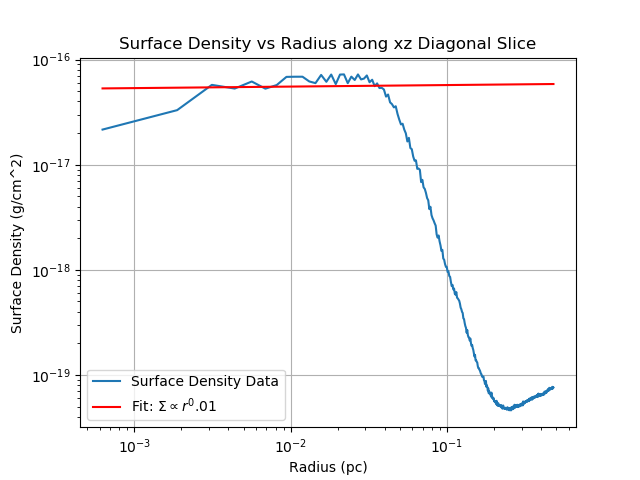 Surface Density vs Radius along xz Diagonal Slice
Surface Density (g/cm^2)
10⁻¹⁶
10⁻¹⁷
10⁻¹⁸
10⁻¹⁹
Surface Density Data
Fit: Σ ∝ r⁰.01
10⁻³
10⁻²
10⁻¹
Radius (pc)